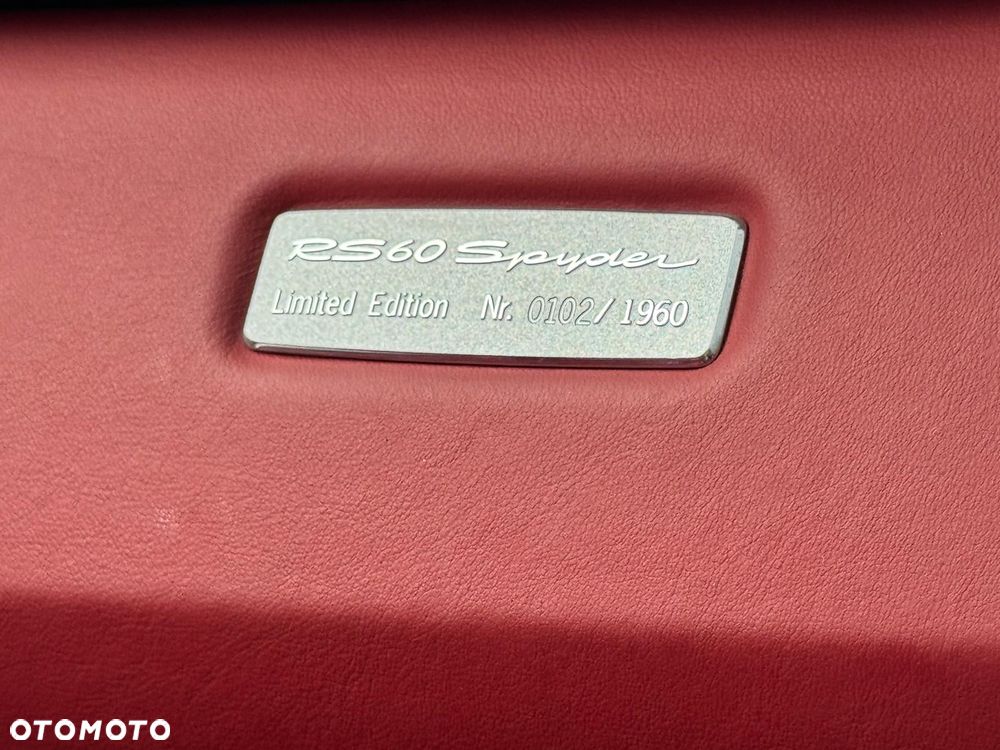 RS60 Spyder
Limited Edition Nr. 0102/1960
OTOMOTO